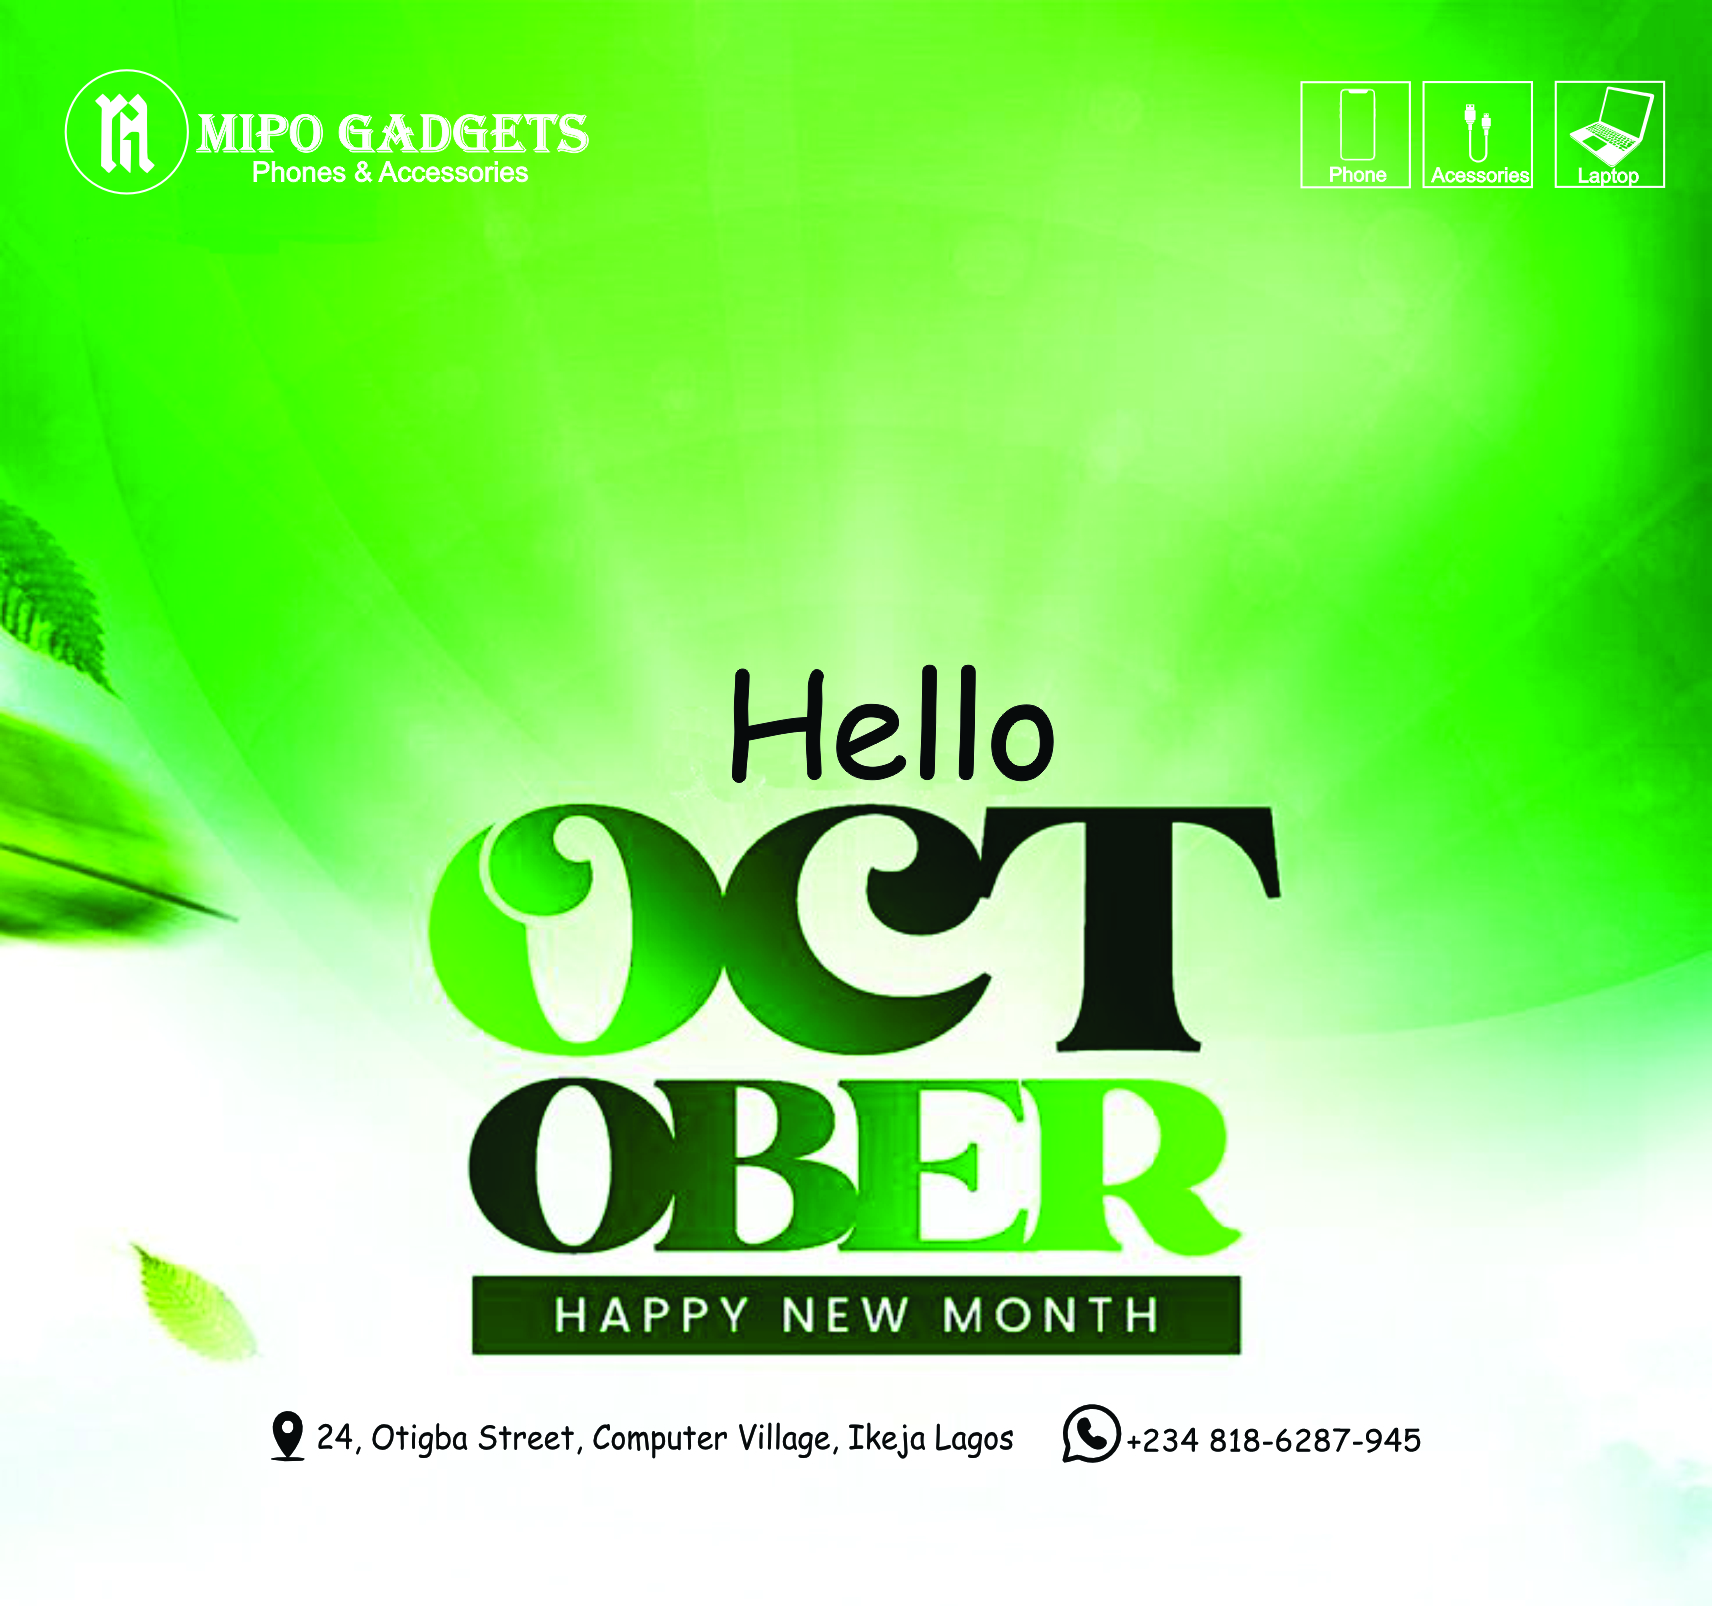 MIPO GADGETS
Phones & Accessories
Phone
Acessories
Laptop
Hello
OCT
OBER
HAPPY NEW MONTH
24, Otigba Street, Computer Village, Ikeja Lagos
+234 818-6287-945